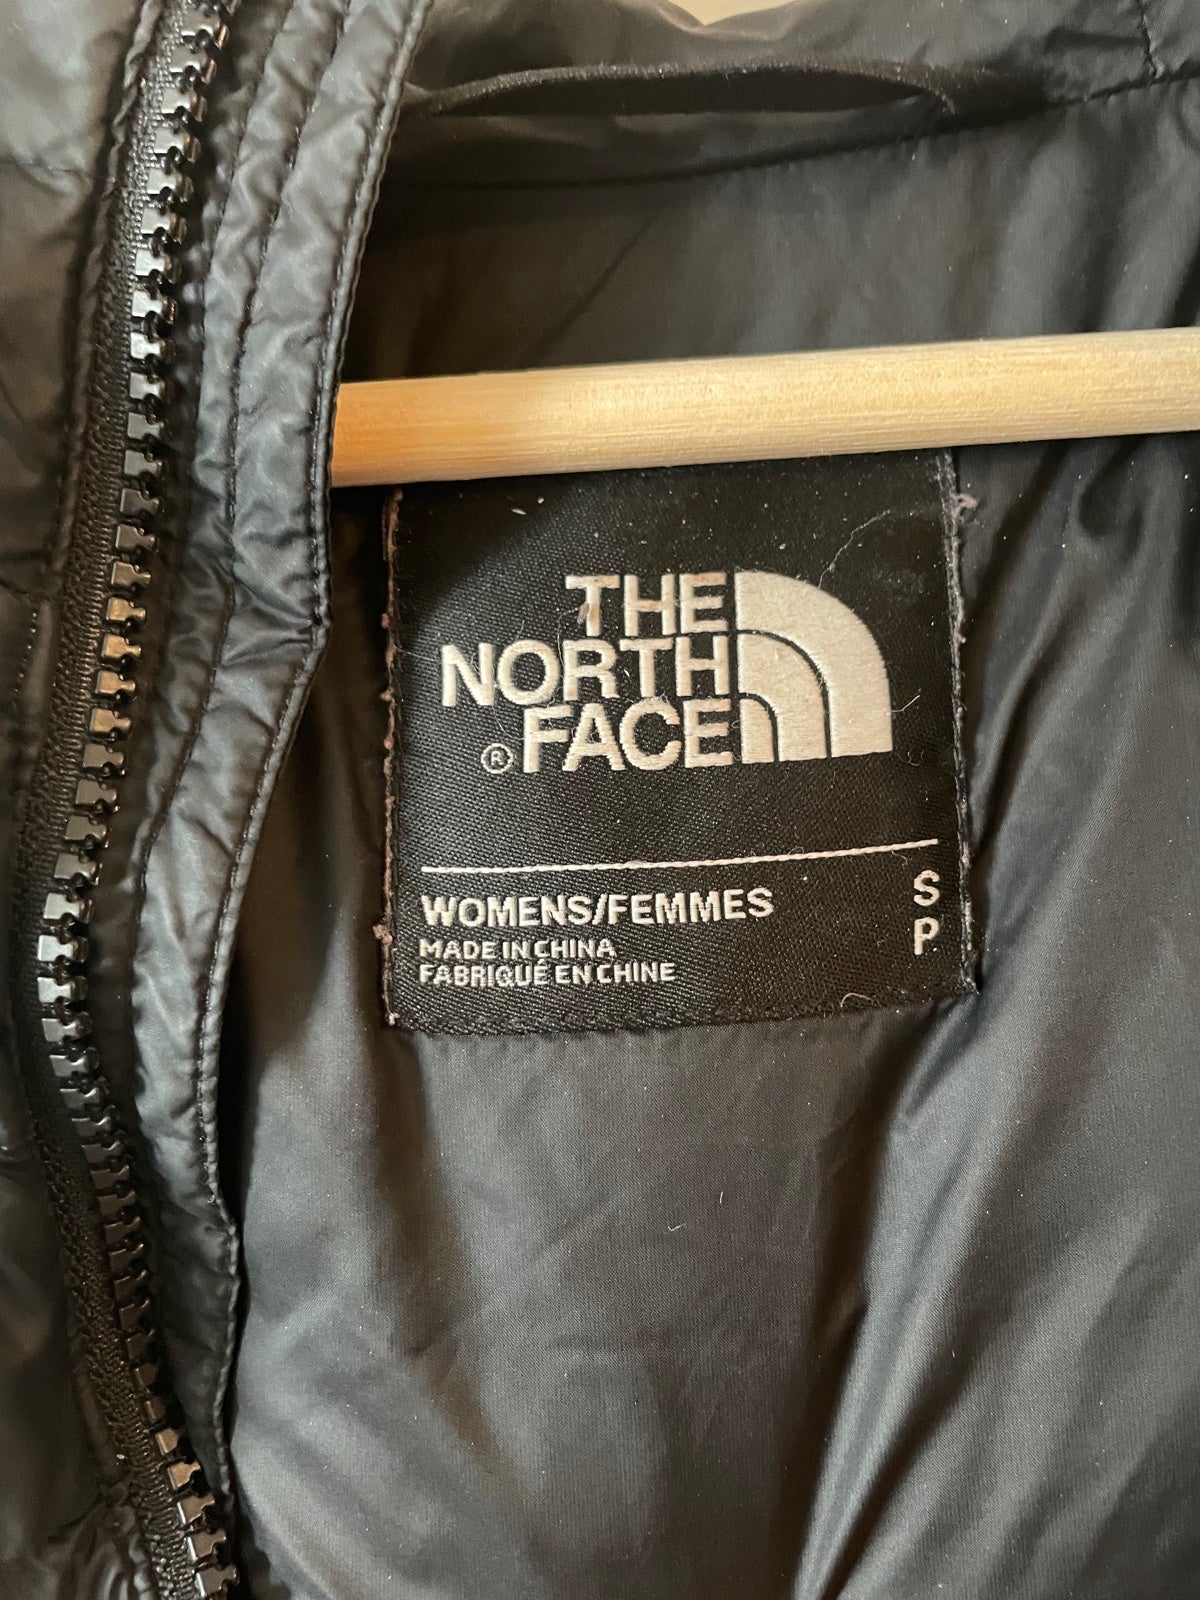 THE
NORTH
® FACE
WOMENS/FEMMES S
MADE IN CHINA P
FABRIQUÉ EN CHINE